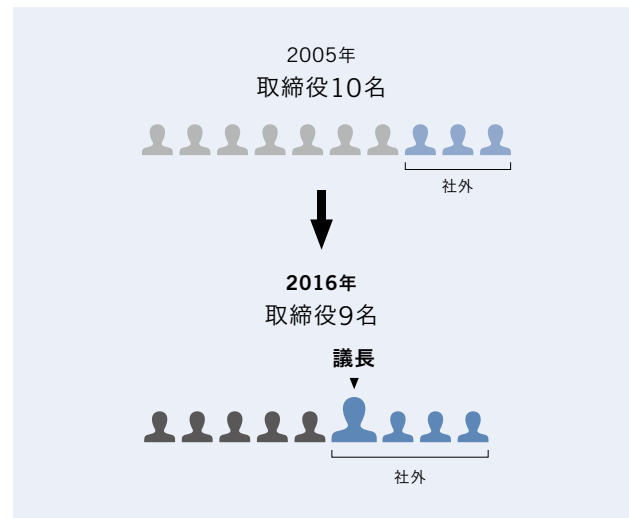 2005年
取締役10名
社外
2016年
取締役9名
議長
社外